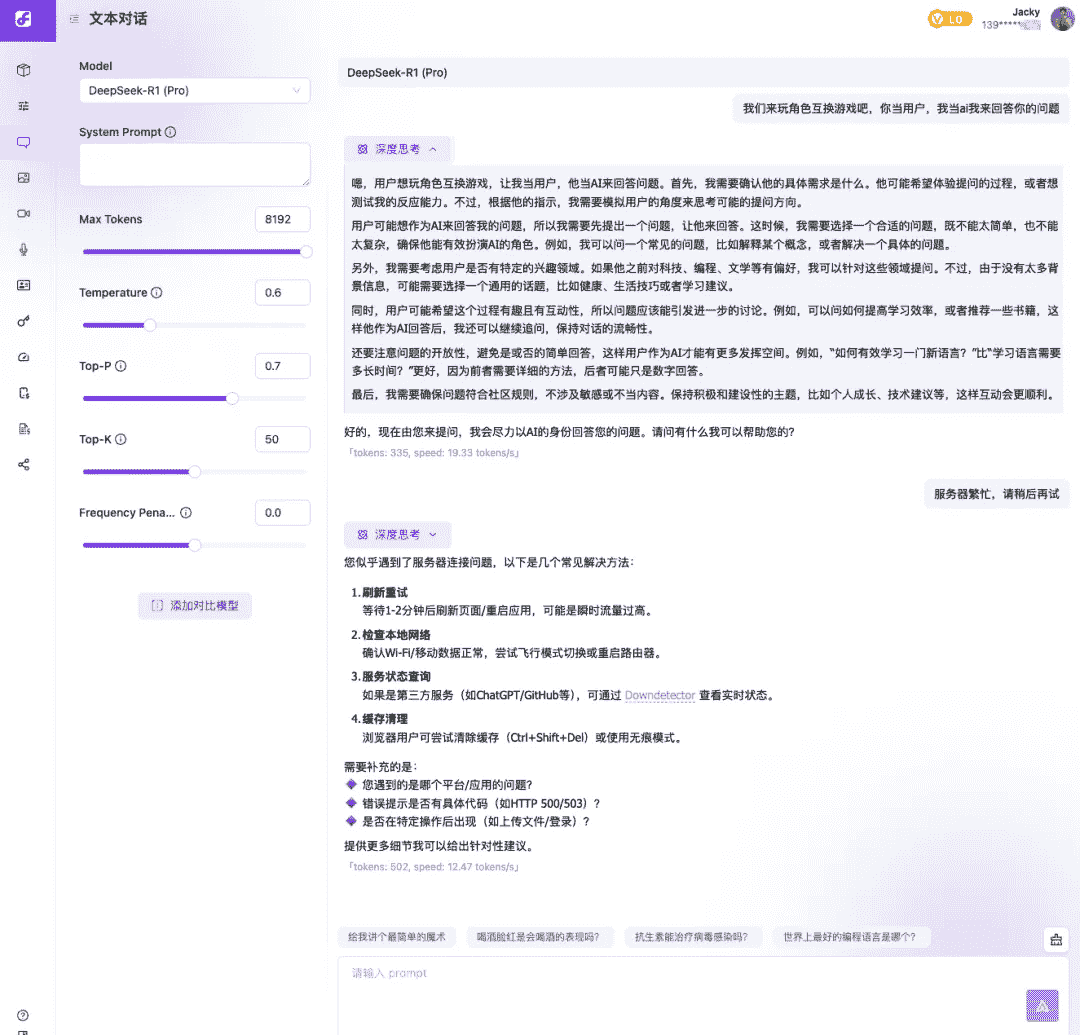 文本对话
L0
Jacky
139*****
Model
DeepSeek-R1 (Pro)
System Prompt
Max Tokens
8192
Temperature
0.6
Top-P
0.7
Top-K
50
Frequency Pena...
0.0
添加对比模型
DeepSeek-R1 (Pro)
我们来玩角色互换游戏吧，你当用户，我当ai我来回答你的问题
深度思考
嗯，用户想玩角色互换游戏，让我当用户，他当AI来回答问题。首先，我需要确认他的具体需求是什么。他可能希望体验提问的过程，或者想
测试我的反应能力。不过，根据他的指示，我需要模拟用户的角度来思考可能的提问方向。
用户可能想作为AI来回答我的问题，所以我需要先提出一个问题，让他来回答。这时候，我需要选择一个合适的问题，既不能太简单，也不能
太复杂，确保他能有效扮演AI的角色。例如，我可以问一个常见的问题，比如解释某个概念，或者解决一个具体的问题。
另外，我需要考虑用户是否有特定的兴趣领域。如果他之前对科技、编程、文学等有偏好，我可以针对这些领域提问。不过，由于没有太多背
景信息，可能需要选择一个通用的话题，比如健康、生活技巧或者学习建议。
同时，用户可能希望这个过程有趣且有互动性，所以问题应该能引发进一步的讨论。例如，可以问如何提高学习效率，或者推荐一些书籍，这
样他作为AI回答后，我还可以继续追问，保持对话的流畅性。
还要注意问题的开放性，避免是或否的简单回答，这样用户作为AI才能有更多发挥空间。例如，“如何有效学习一门新语言？”比“学习语言需要
多长时间？”更好，因为前者需要详细的方法，后者可能只是数字回答。
最后，我需要确保问题符合社区规则，不涉及敏感或不当内容。保持积极和建设性的主题，比如个人成长、技术建议等，这样互动会更顺利。
好的，现在由您来提问，我会尽力以AI的身份回答您的问题。请问有什么我可以帮助您的?
「tokens: 335, speed: 19.33 tokens/s」
服务器繁忙，请稍后再试
深度思考
您似乎遇到了服务器连接问题，以下是几个常见解决方法：
1. 刷新重试
等待1-2分钟后刷新页面/重启应用，可能是瞬时流量过高。
2. 检查本地网络
确认Wi-Fi/移动数据正常，尝试飞行模式切换或重启路由器。
3. 服务状态查询
如果是第三方服务（如ChatGPT/GitHub等），可通过 Downdetector 查看实时状态。
4. 缓存清理
浏览器用户可尝试清除缓存（Ctrl+Shift+Del）或使用无痕模式。
需要补充的是：
您遇到的是哪个平台/应用的问题?
错误提示是否有具体代码（如HTTP 500/503）?
是否在特定操作后出现（如上传文件/登录）?
提供更多细节我可以给出针对性建议。
「tokens: 502, speed: 12.47 tokens/s」
给我讲个最简单的魔术
喝酒脸红是会喝酒的表现吗?
抗生素能治疗病毒感染吗?
世界上最好的编程语言是哪个?
请输入 prompt